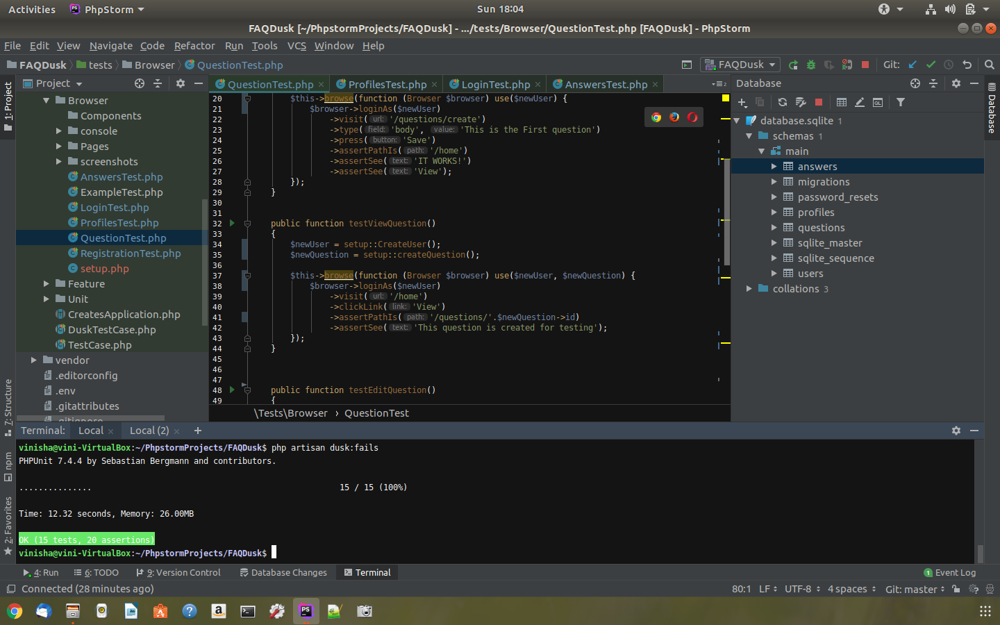 Activities PhpStorm Sun 18:04
FAQDusk [~/PhpstormProjects/FAQDusk] - .../tests/Browser/QuestionTest.php [FAQDusk] - PhpStorm
File Edit View Navigate Code Refactor Run Tools VCS Window Help
FAQDusk tests Browser QuestionTest.php FAQDusk Git:
1: Project
7: Structure
npm
2: Favorites
Project
Browser
Components
console
Pages
screenshots
AnswersTest.php
ExampleTest.php
LoginTest.php
ProfilesTest.php
QuestionTest.php
RegistrationTest.php
setup.php
Feature
Unit
CreatesApplication.php
DuskTestCase.php
TestCase.php
vendor
.editorconfig
.env
.gitattributes
.gitignore
QuestionTest.php ProfilesTest.php LoginTest.php AnswersTest.php
20 $this->browse(function (Browser $browser) use($newUser) {
21 $browser->loginAs($newUser)
22 ->visit( url: '/questions/create')
23 ->type( field: 'body', value: 'This is the First question')
24 ->press( button: 'Save')
25 ->assertPathIs( path: '/home')
26 ->assertSee( text: 'IT WORKS!')
27 ->assertSee( text: 'View');
28 });
29 }
30
31
32 public function testViewQuestion()
33 {
34 $newUser = setup::CreateUser();
35 $newQuestion = setup::createQuestion();
36
37 $this->browse(function (Browser $browser) use($newUser, $newQuestion) {
38 $browser->loginAs($newUser)
39 ->visit( url: '/home')
40 ->clickLink( link: 'View')
41 ->assertPathIs( path: '/questions/'.$newQuestion->id)
42 ->assertSee( text: 'This question is created for testing');
43 });
44 }
45
46
47
48 public function testEditQuestion()
49 {
\Tests\Browser › QuestionTest
Database
database.sqlite 1
schemas 1
main
answers
migrations
password_resets
profiles
questions
sqlite_master
sqlite_sequence
users
collations 3
Database
Terminal: Local Local (2)
vinisha@vini-VirtualBox:~/PhpstormProjects/FAQDusk$ php artisan dusk:fails
PHPUnit 7.4.4 by Sebastian Bergmann and contributors.
............... 15 / 15 (100%)
Time: 12.32 seconds, Memory: 26.00MB
OK (15 tests, 20 assertions)
vinisha@vini-VirtualBox:~/PhpstormProjects/FAQDusk$
4: Run 6: TODO 9: Version Control Database Changes Terminal 1 Event Log
Connected (28 minutes ago) 80:1 LF UTF-8 4 spaces Git: master